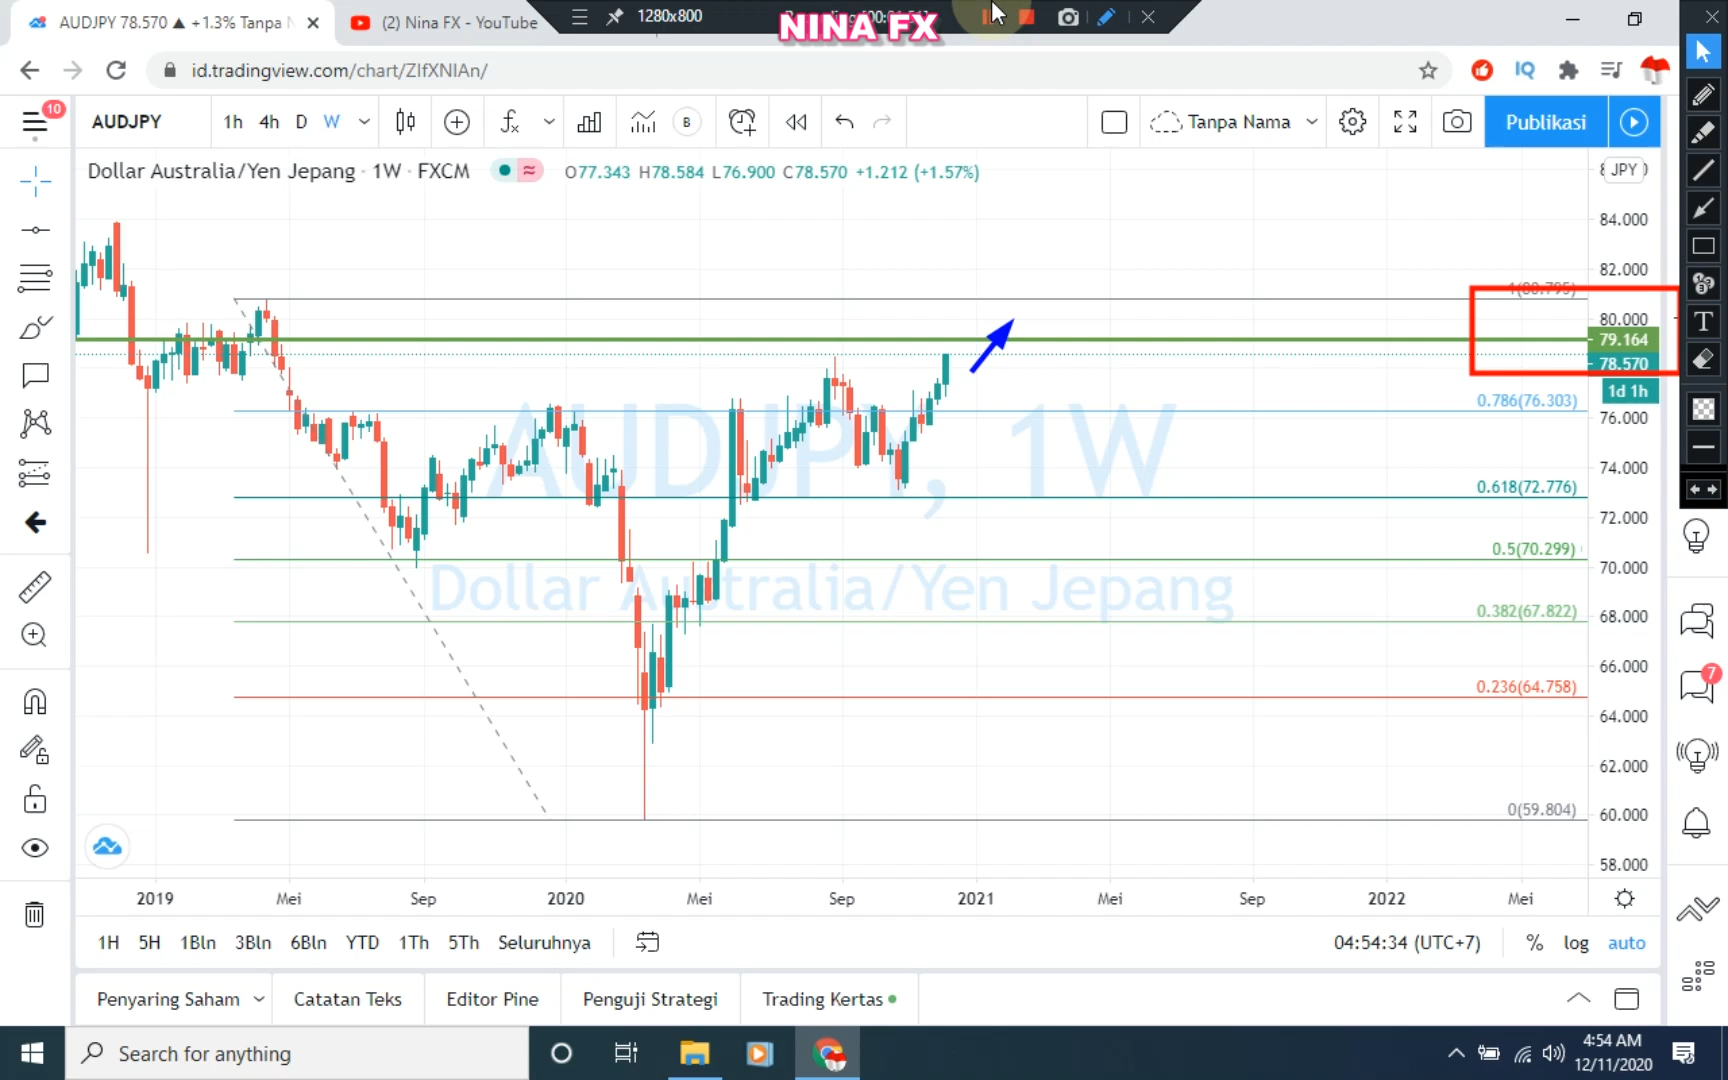 AUDJPY 78.570 ▲ +1.3% Tanpa N
(2) Nina FX - YouTube
1280x800
NINA FX
id.tradingview.com/chart/ZIfXNIAn/
IQ
10
AUDJPY
1h 4h D W
B
Tanpa Nama
Publikasi
Dollar Australia/Yen Jepang · 1W · FXCM
O77.343 H78.584 L76.900 C78.570 +1.212 (+1.57%)
JPY
84.000
82.000
1(80.795)
80.000
79.164
78.570
1d 1h
0.786(76.303)
76.000
AUDJPY, 1W
74.000
0.618(72.776)
72.000
0.5(70.299)
70.000
Dollar Australia/Yen Jepang
0.382(67.822)
68.000
66.000
0.236(64.758)
7
64.000
62.000
0(59.804)
60.000
58.000
2019 Mei Sep 2020 Mei Sep 2021 Mei Sep 2022 Mei
1H 5H 1Bln 3Bln 6Bln YTD 1Th 5Th Seluruhnya
04:54:34 (UTC+7) % log auto
Penyaring Saham Catatan Teks Editor Pine Penguji Strategi Trading Kertas
Search for anything
4:54 AM
12/11/2020